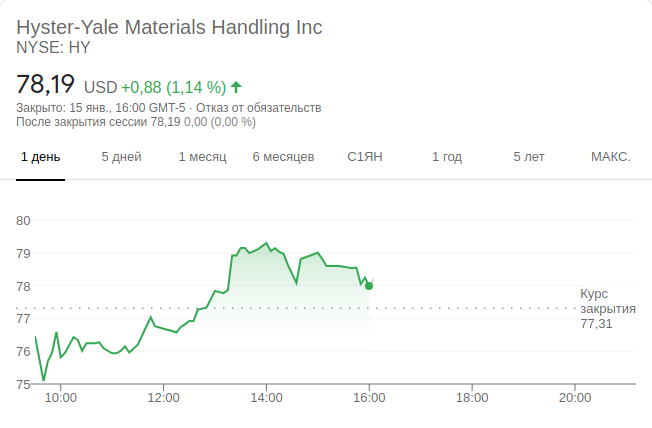 Hyster-Yale Materials Handling Inc
NYSE: HY
78,19 USD +0,88 (1,14 %)
Закрыто: 15 янв., 16:00 GMT-5 · Отказ от обязательств
После закрытия сессии 78,19 0,00 (0,00 %)
1 день 5 дней 1 месяц 6 месяцев С1ЯН 1 год 5 лет МАКС.
80
79
78
77
76
75
Курс
закрытия
77,31
10:00 12:00 14:00 16:00 18:00 20:00